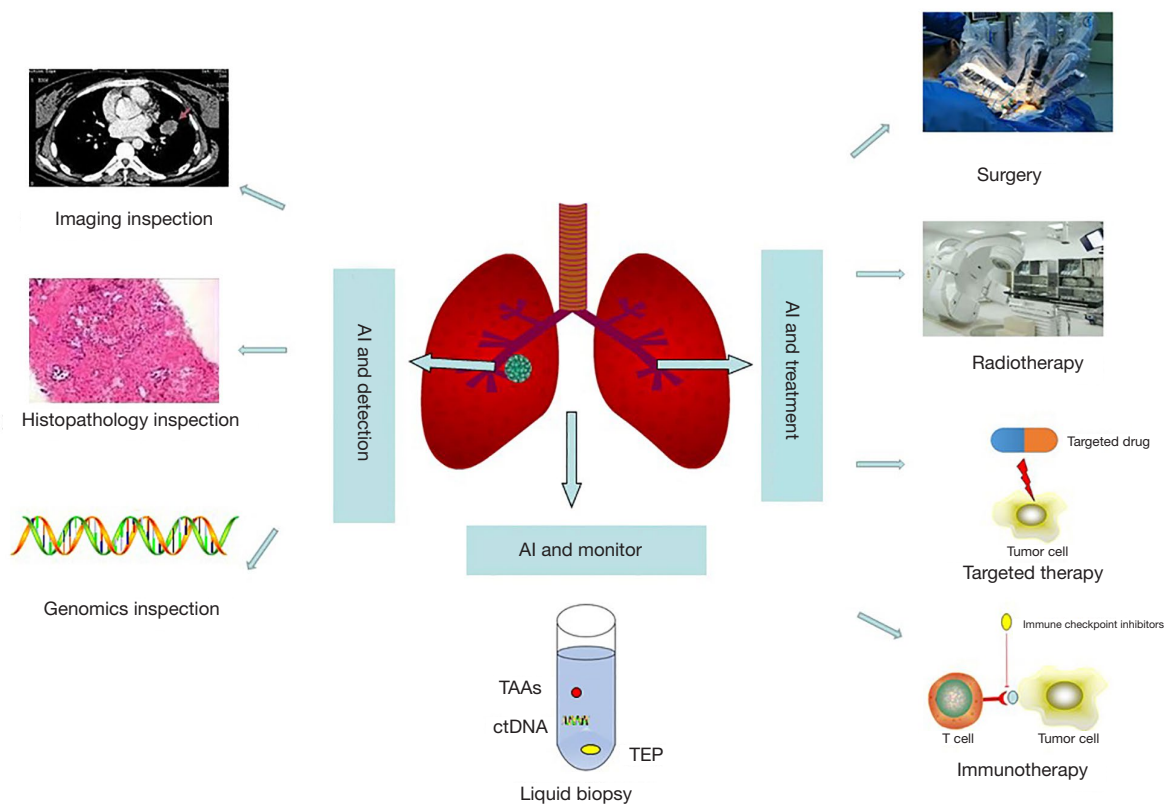 Imaging inspection
Histopathology inspection
Genomics inspection
AI and detection
AI and monitor
TAAs
ctDNA
TEP
Liquid biopsy
AI and treatment
Surgery
Radiotherapy
Targeted drug
Tumor cell
Targeted therapy
Immune checkpoint inhibitors
T cell
Tumor cell
Immunotherapy